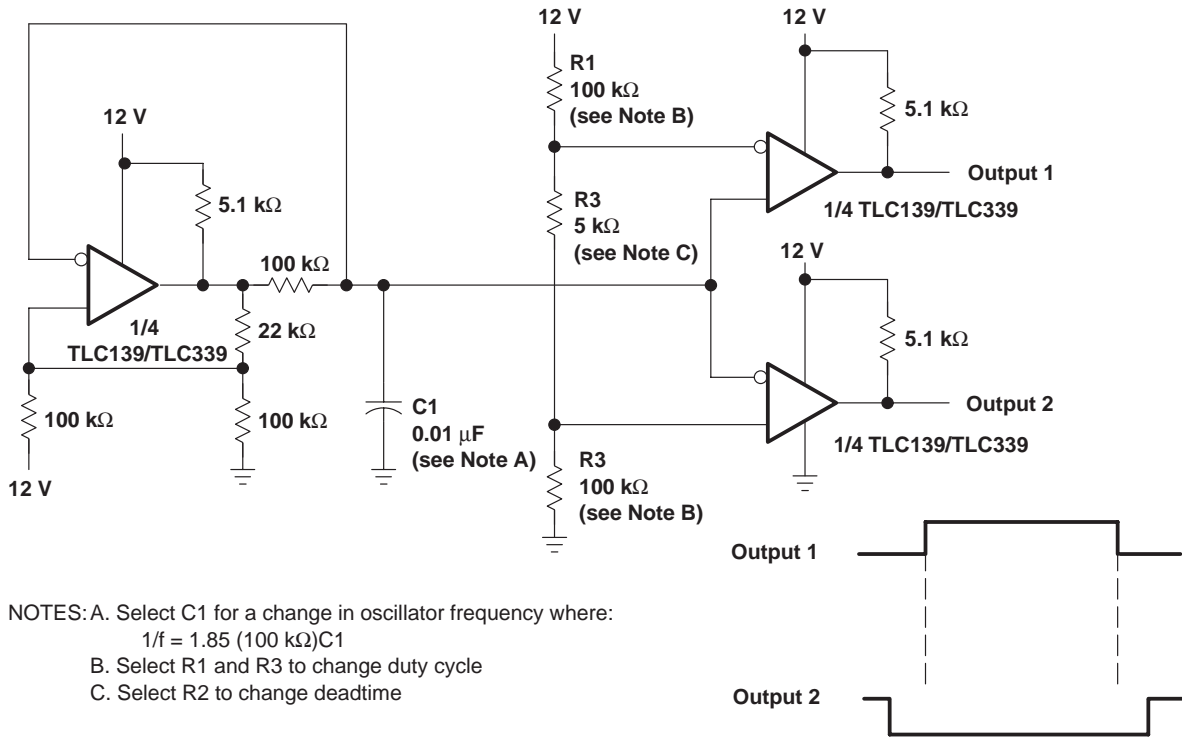 12 V
5.1 kΩ
100 kΩ
22 kΩ
1/4
TLC139/TLC339
100 kΩ
12 V
100 kΩ
C1
0.01 μF
(see Note A)
12 V
R1
100 kΩ
(see Note B)
R3
5 kΩ
(see Note C)
R3
100 kΩ
(see Note B)
12 V
5.1 kΩ
Output 1
1/4 TLC139/TLC339
12 V
5.1 kΩ
Output 2
1/4 TLC139/TLC339
Output 1
Output 2
NOTES: A. Select C1 for a change in oscillator frequency where:
1/f = 1.85 (100 kΩ)C1
B. Select R1 and R3 to change duty cycle
C. Select R2 to change deadtime